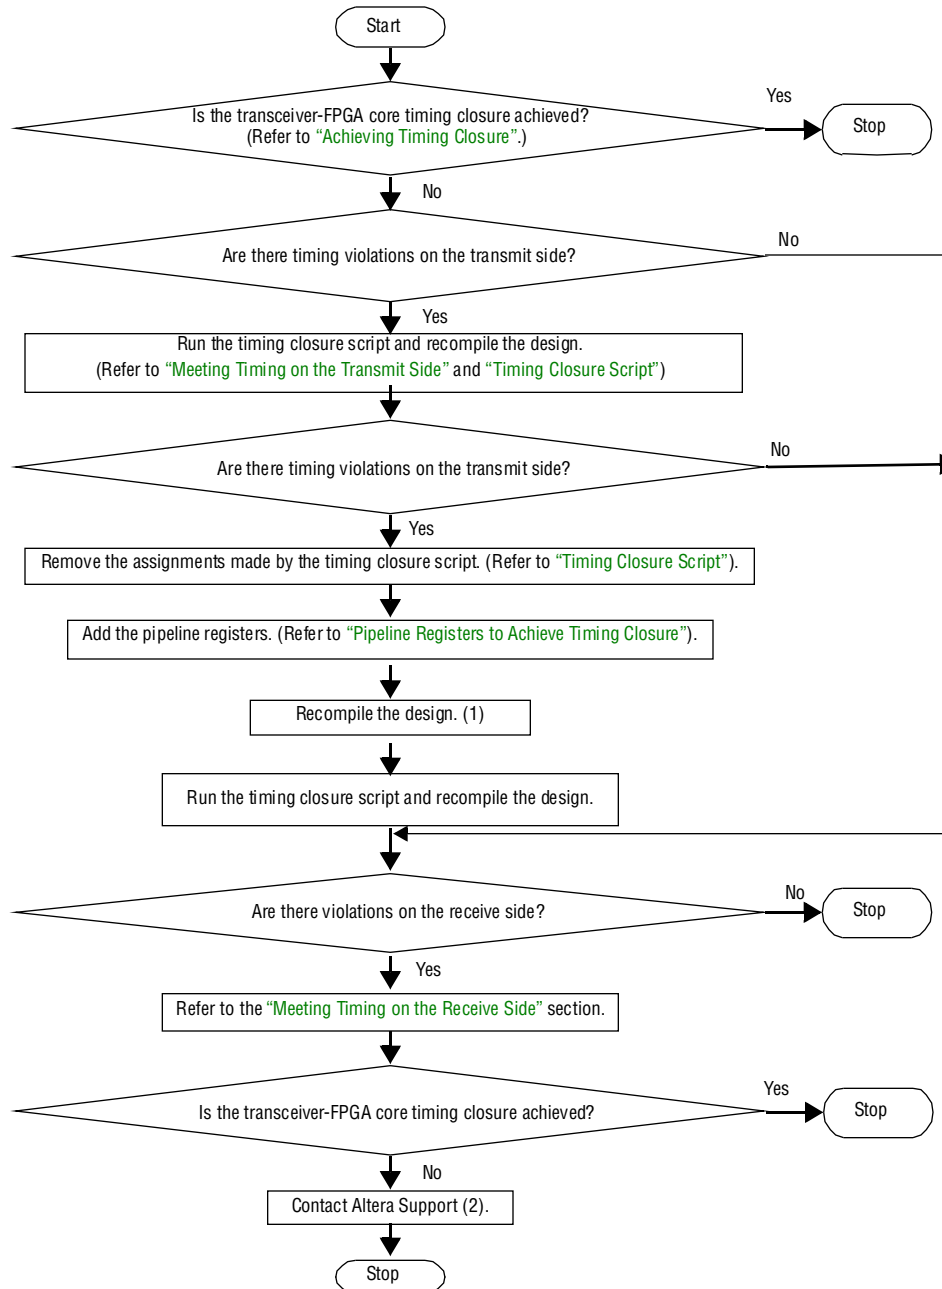 Start
Is the transceiver-FPGA core timing closure achieved?
(Refer to “Achieving Timing Closure”.)
Yes
Stop
No
Are there timing violations on the transmit side?
No
Yes
Run the timing closure script and recompile the design.
(Refer to “Meeting Timing on the Transmit Side” and “Timing Closure Script”)
Are there timing violations on the transmit side?
No
Yes
Remove the assignments made by the timing closure script. (Refer to “Timing Closure Script”).
Add the pipeline registers. (Refer to “Pipeline Registers to Achieve Timing Closure”).
Recompile the design. (1)
Run the timing closure script and recompile the design.
Are there violations on the receive side?
No
Stop
Yes
Refer to the “Meeting Timing on the Receive Side” section.
Is the transceiver-FPGA core timing closure achieved?
Yes
Stop
No
Contact Altera Support (2).
Stop